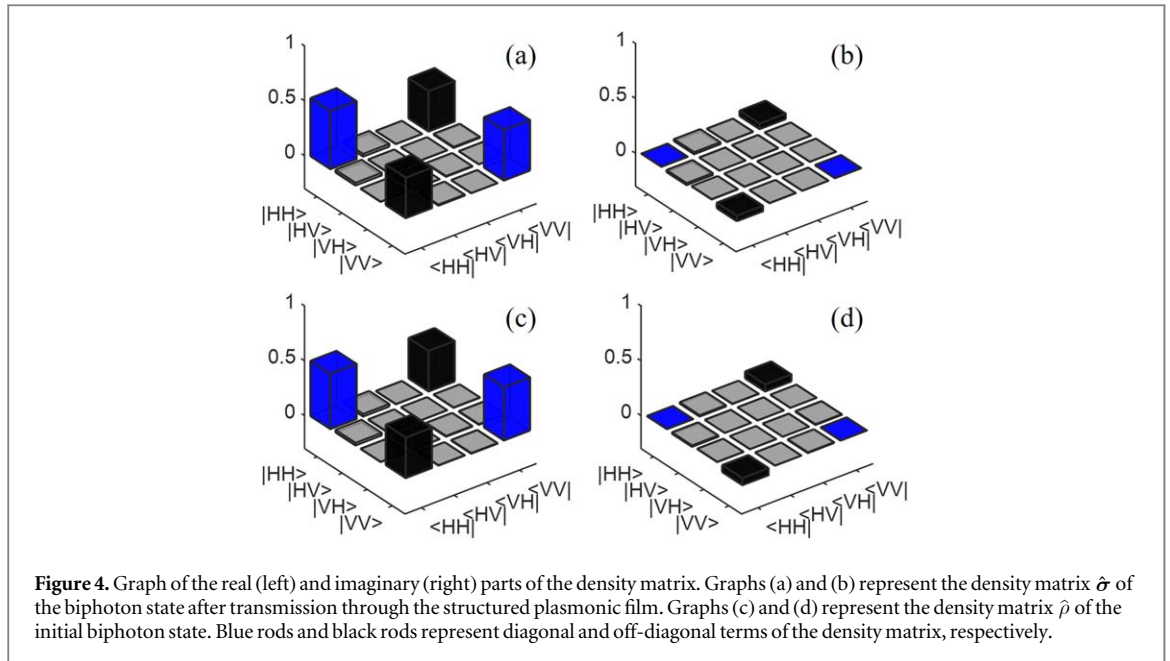 1
0.5
0
(a)
|HH>
|HV>
|VH>
|VV>
<HH|
<HV|
<VH|
<VV|
1
0.5
0
(b)
|HH>
|HV>
|VH>
|VV>
<HH|
<HV|
<VH|
<VV|
1
0.5
0
(c)
|HH>
|HV>
|VH>
|VV>
<HH|
<HV|
<VH|
<VV|
1
0.5
0
(d)
|HH>
|HV>
|VH>
|VV>
<HH|
<HV|
<VH|
<VV|
Figure 4. Graph of the real (left) and imaginary (right) parts of the density matrix. Graphs (a) and (b) represent the density matrix σ̂ of
the biphoton state after transmission through the structured plasmonic film. Graphs (c) and (d) represent the density matrix ρ̂ of the
initial biphoton state. Blue rods and black rods represent diagonal and off-diagonal terms of the density matrix, respectively.